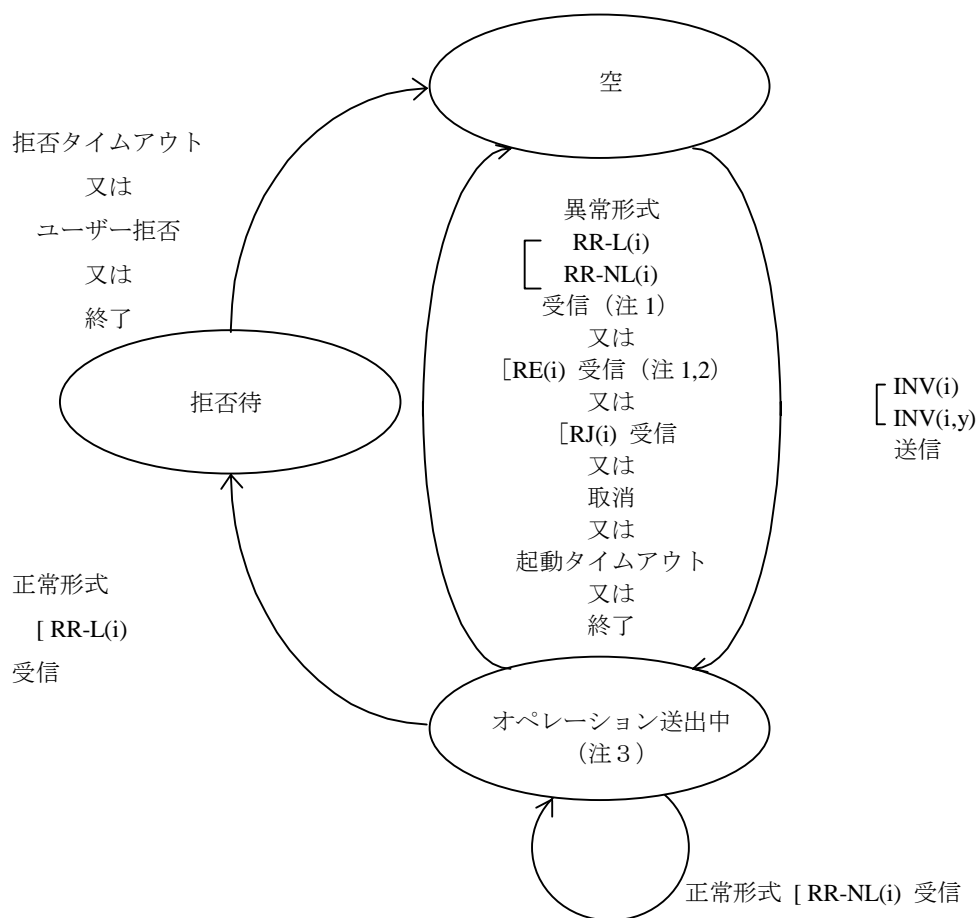 空
拒否タイムアウト
又は
ユーザー拒否
又は
終了
異常形式
RR-L(i)
RR-NL(i)
受信（注 1）
又は
[RE(i) 受信（注 1,2）
又は
[RJ(i) 受信
又は
取消
又は
起動タイムアウト
又は
終了
INV(i)
INV(i,y)
送信
拒否待
正常形式
[ RR-L(i)
受信
オペレーション送出中
（注３）
正常形式 [ RR-NL(i) 受信